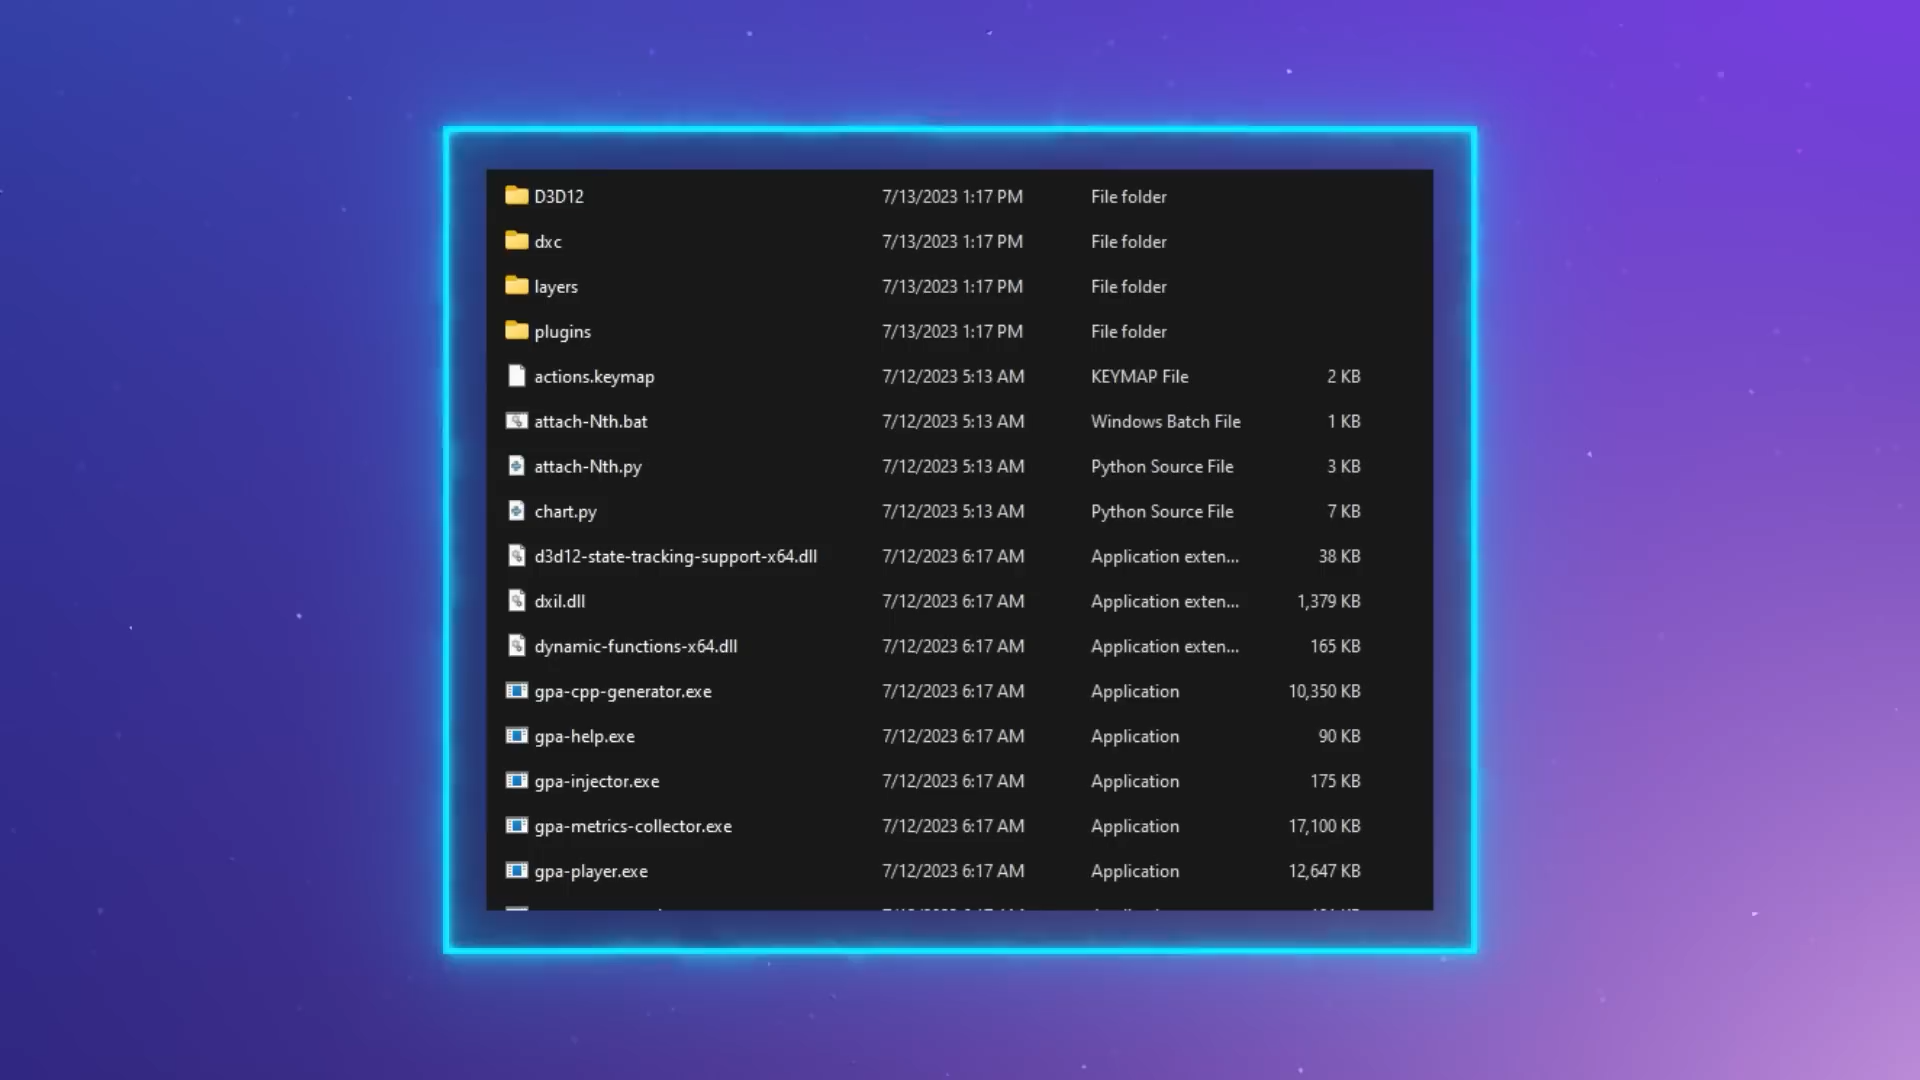 D3D12 7/13/2023 1:17 PM File folder
dxc 7/13/2023 1:17 PM File folder
layers 7/13/2023 1:17 PM File folder
plugins 7/13/2023 1:17 PM File folder
actions.keymap 7/12/2023 5:13 AM KEYMAP File 2 KB
attach-Nth.bat 7/12/2023 5:13 AM Windows Batch File 1 KB
attach-Nth.py 7/12/2023 5:13 AM Python Source File 3 KB
chart.py 7/12/2023 5:13 AM Python Source File 7 KB
d3d12-state-tracking-support-x64.dll 7/12/2023 6:17 AM Application exten... 38 KB
dxil.dll 7/12/2023 6:17 AM Application exten... 1,379 KB
dynamic-functions-x64.dll 7/12/2023 6:17 AM Application exten... 165 KB
gpa-cpp-generator.exe 7/12/2023 6:17 AM Application 10,350 KB
gpa-help.exe 7/12/2023 6:17 AM Application 90 KB
gpa-injector.exe 7/12/2023 6:17 AM Application 175 KB
gpa-metrics-collector.exe 7/12/2023 6:17 AM Application 17,100 KB
gpa-player.exe 7/12/2023 6:17 AM Application 12,647 KB